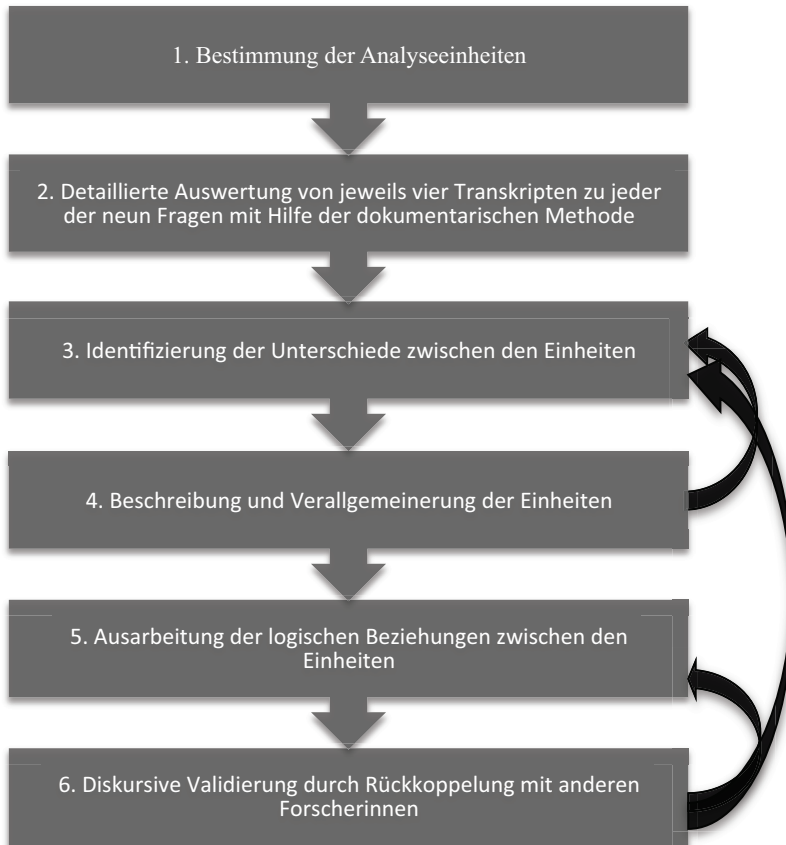 1. Bestimmung der Analyseeinheiten
2. Detaillierte Auswertung von jeweils vier Transkripten zu jeder
der neun Fragen mit Hilfe der dokumentarischen Methode
3. Identifizierung der Unterschiede zwischen den Einheiten
4. Beschreibung und Verallgemeinerung der Einheiten
5. Ausarbeitung der logischen Beziehungen zwischen den
Einheiten
6. Diskursive Validierung durch Rückkoppelung mit anderen
Forscherinnen